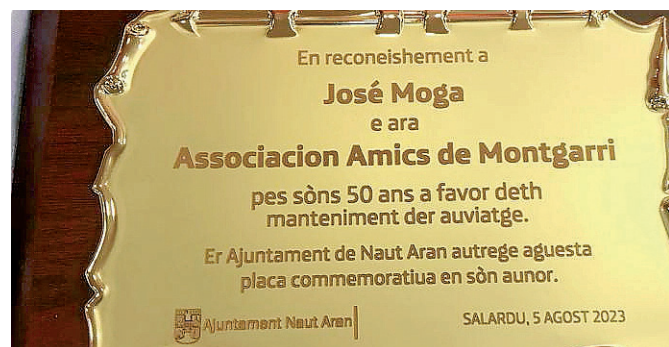 En reconeishement a
José Moga
e ara
Associacion Amics de Montgarri
pes sòns 50 ans a favor deth
manteniment der auviatge.
Er Ajuntament de Naut Aran autrege aguesta
placa commemoratiua en sòn aunor.
Ajuntament Naut Aran
SALARDU, 5 AGOST 2023